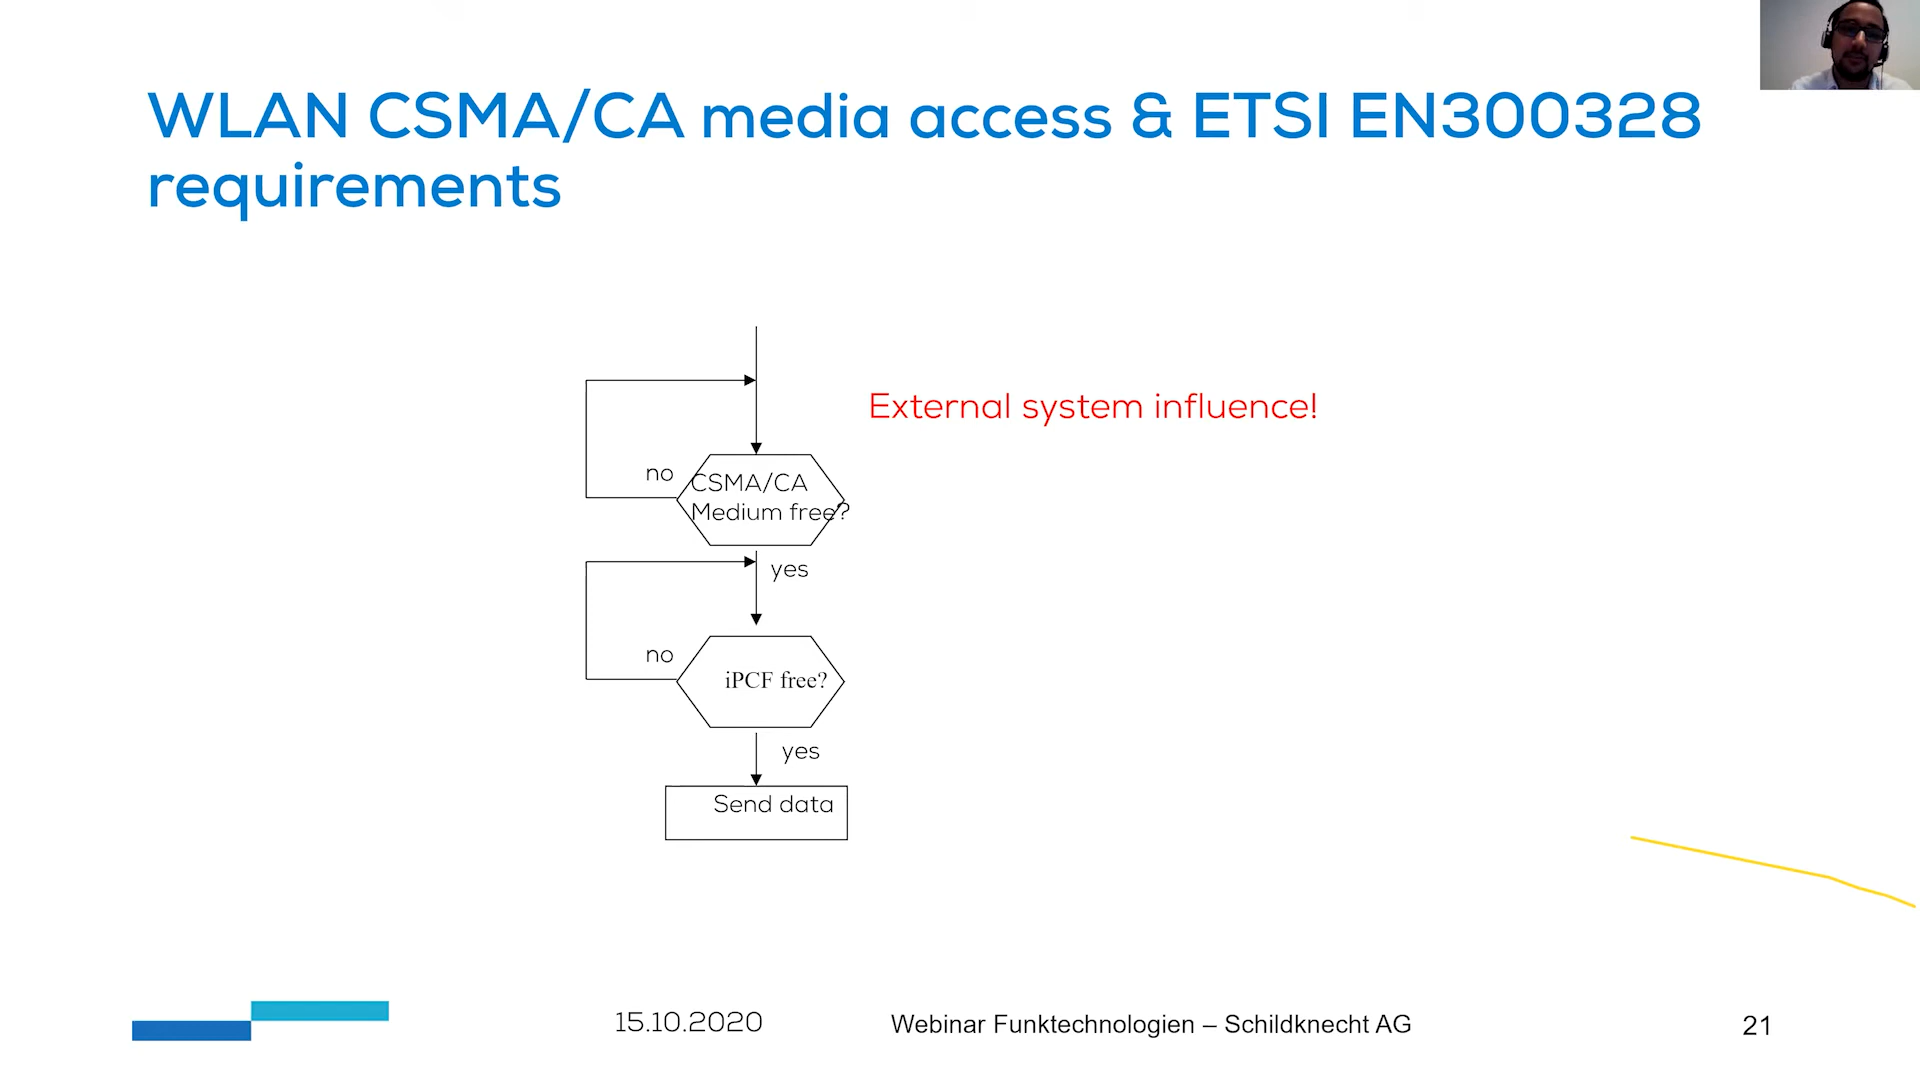 WLAN CSMA/CA media access & ETSI EN300328
requirements
External system influence!
no
CSMA/CA
Medium free?
yes
no
iPCF free?
yes
Send data
15.10.2020
Webinar Funktechnologien – Schildknecht AG
21